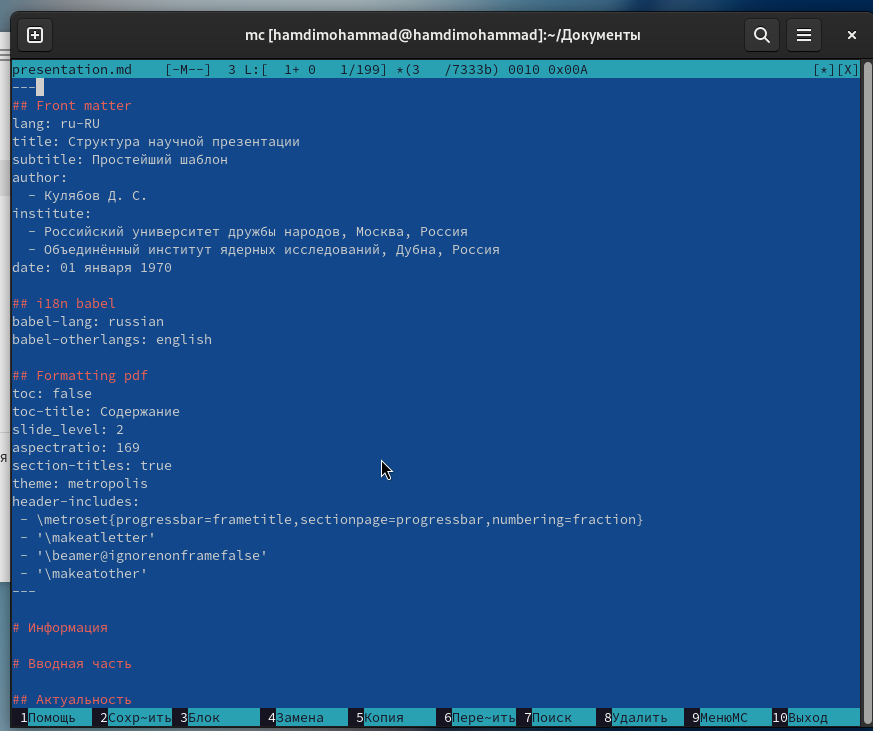 mc [hamdimohammad@hamdimohammad]:~/Документы
presentation.md [-M--] 3 L:[ 1+ 0 1/199] *(3 /7333b) 0010 0x00A [*][X]
---
## Front matter
lang: ru-RU
title: Структура научной презентации
subtitle: Простейший шаблон
author:
- Кулябов Д. С.
institute:
- Российский университет дружбы народов, Москва, Россия
- Объединённый институт ядерных исследований, Дубна, Россия
date: 01 января 1970
## i18n babel
babel-lang: russian
babel-otherlangs: english
## Formatting pdf
toc: false
toc-title: Содержание
slide_level: 2
aspectratio: 169
section-titles: true
theme: metropolis
header-includes:
- \metroset{progressbar=frametitle,sectionpage=progressbar,numbering=fraction}
- '\makeatletter'
- '\beamer@ignorenonframefalse'
- '\makeatother'
---
# Информация
# Вводная часть
## Актуальность
1Помощь 2Сохр~ить 3Блок 4Замена 5Копия 6Пере~ить 7Поиск 8Удалить 9МенюMC 10Выход
я